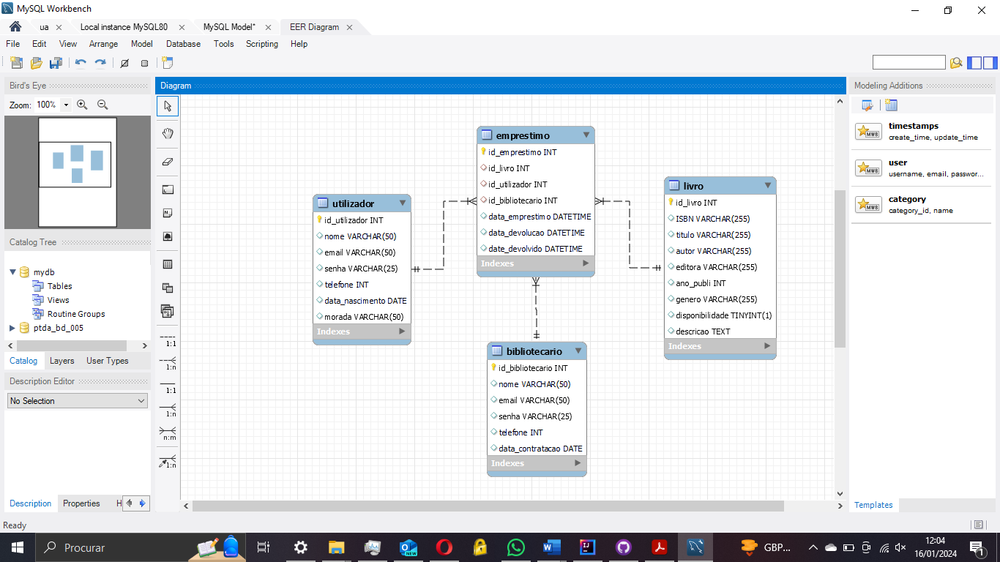 MySQL Workbench
ua
Local instance MySQL80
MySQL Model*
EER Diagram
File Edit View Arrange Model Database Tools Scripting Help
Bird's Eye
Zoom: 100%
Catalog Tree
mydb
Tables
Views
Routine Groups
ptda_bd_005
Catalog Layers User Types
Description Editor
No Selection
Description Properties H
Ready
Diagram
1:1
1:n
1:1
1:n
n:m
1:n
utilizador
id_utilizador INT
nome VARCHAR(50)
email VARCHAR(50)
senha VARCHAR(25)
telefone INT
data_nascimento DATE
morada VARCHAR(50)
Indexes
emprestimo
id_emprestimo INT
id_livro INT
id_utilizador INT
id_bibliotecario INT
data_emprestimo DATETIME
data_devolucao DATETIME
date_devolvido DATETIME
Indexes
bibliotecario
id_bibliotecario INT
nome VARCHAR(50)
email VARCHAR(50)
senha VARCHAR(25)
telefone INT
data_contratacao DATE
Indexes
livro
id_livro INT
ISBN VARCHAR(255)
titulo VARCHAR(255)
autor VARCHAR(255)
editora VARCHAR(255)
ano_publi INT
genero VARCHAR(255)
disponibilidade TINYINT(1)
descricao TEXT
Indexes
Modeling Additions
MWB
timestamps
create_time, update_time
MWB
user
username, email, passwor...
MWB
category
category_id, name
Templates
Procurar
NEW
GBP...
12:04
16/01/2024
1